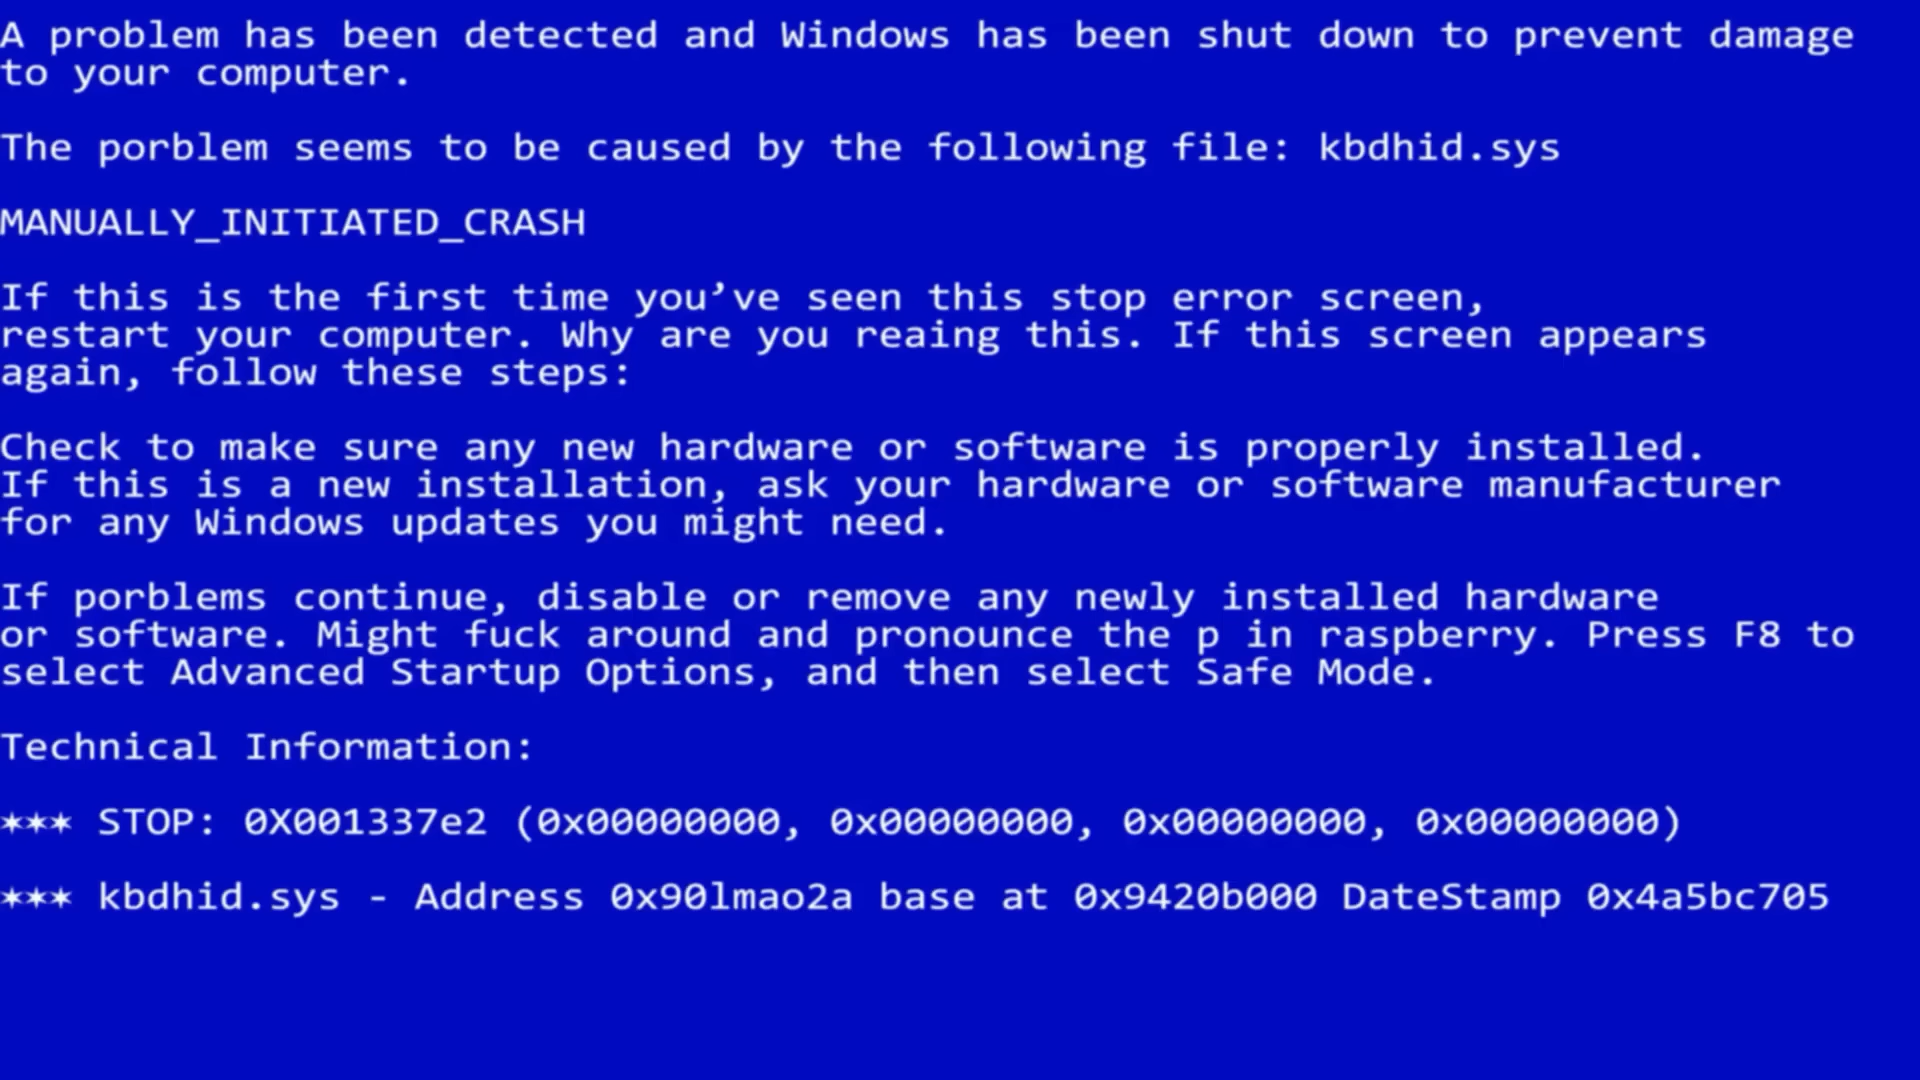 A problem has been detected and Windows has been shut down to prevent damage
to your computer.
The porblem seems to be caused by the following file: kbdhid.sys
MANUALLY_INITIATED_CRASH
If this is the first time you’ve seen this stop error screen,
restart your computer. Why are you reaing this. If this screen appears
again, follow these steps:
Check to make sure any new hardware or software is properly installed.
If this is a new installation, ask your hardware or software manufacturer
for any Windows updates you might need.
If porblems continue, disable or remove any newly installed hardware
or software. Might fuck around and pronounce the p in raspberry. Press F8 to
select Advanced Startup Options, and then select Safe Mode.
Technical Information:
*** STOP: 0X001337e2 (0x00000000, 0x00000000, 0x00000000, 0x00000000)
*** kbdhid.sys - Address 0x90lmao2a base at 0x9420b000 DateStamp 0x4a5bc705